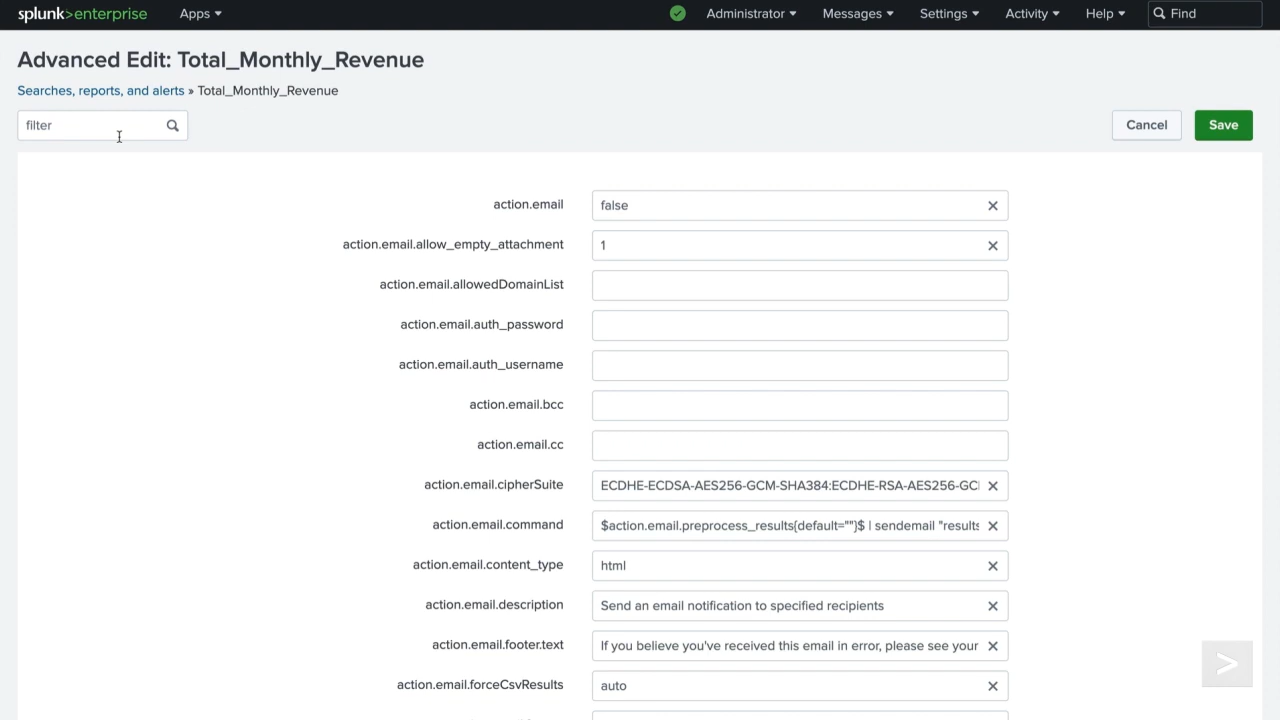 splunk>enterprise Apps Administrator Messages Settings Activity Help Find
Advanced Edit: Total_Monthly_Revenue
Searches, reports, and alerts » Total_Monthly_Revenue
filter
Cancel Save
action.email false
action.email.allow_empty_attachment 1
action.email.allowedDomainList
action.email.auth_password
action.email.auth_username
action.email.bcc
action.email.cc
action.email.cipherSuite ECDHE-ECDSA-AES256-GCM-SHA384:ECDHE-RSA-AES256-GC
action.email.command $action.email.preprocess_results{default=""}$ | sendemail "results
action.email.content_type html
action.email.description Send an email notification to specified recipients
action.email.footer.text If you believe you've received this email in error, please see your
action.email.forceCsvResults auto